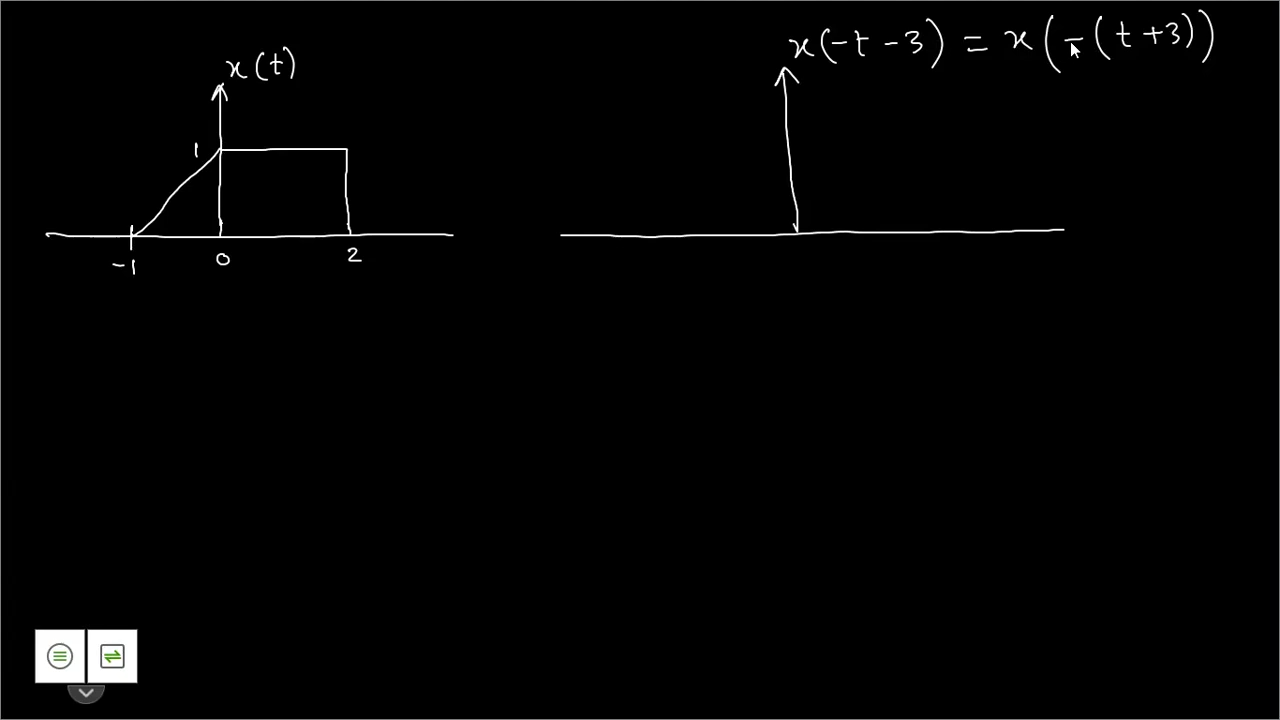 x(t)
x(-t-3) = x(-(t+3))
1
-1 0 2